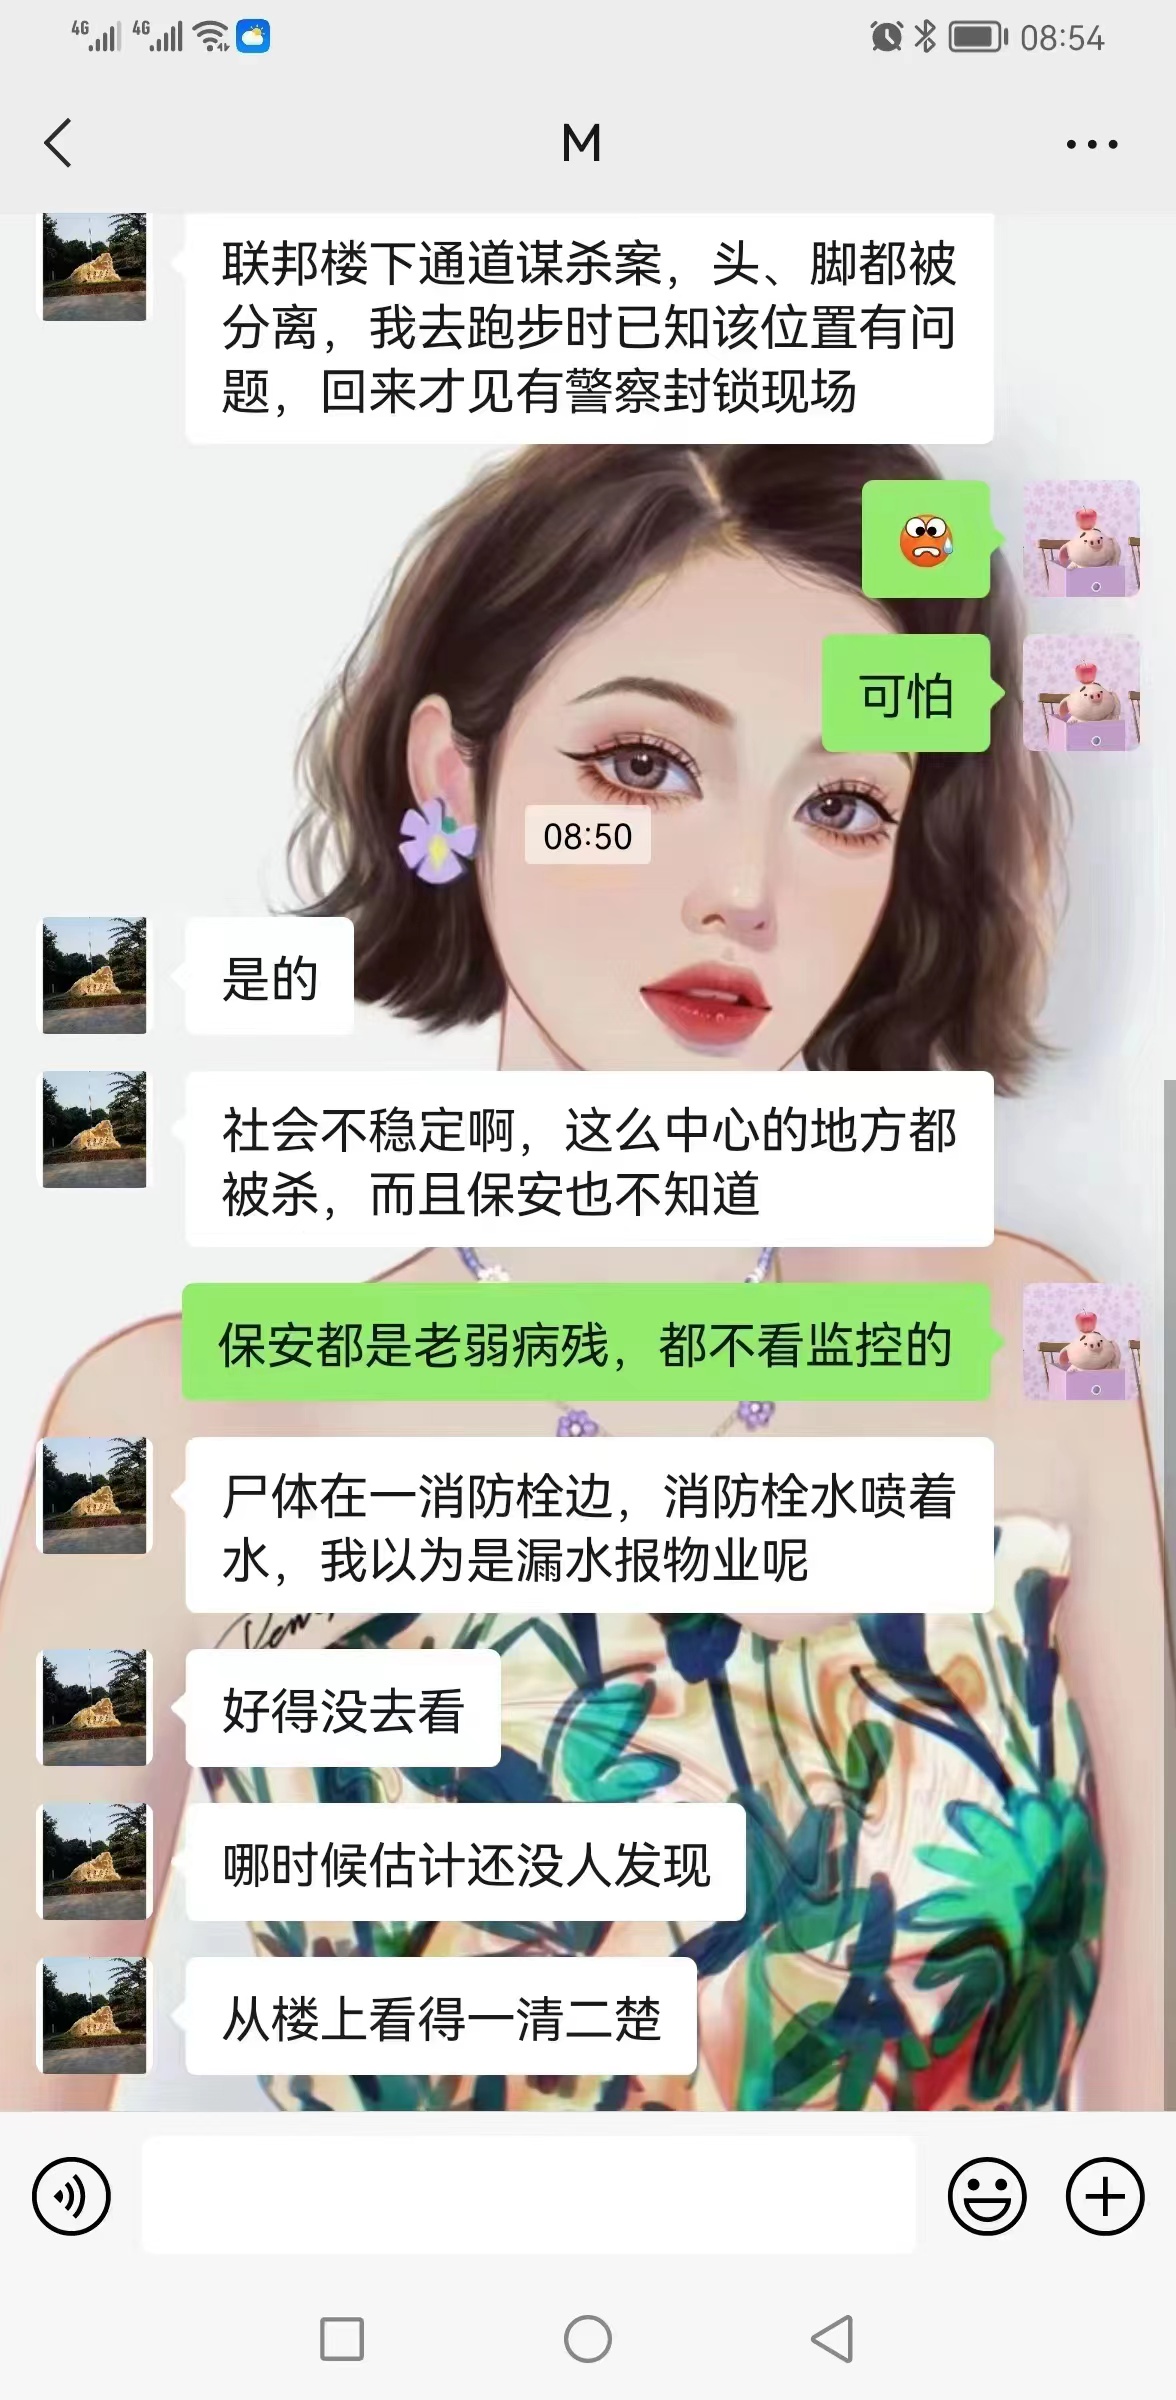 4G 4G 08:54
M
联邦楼下通道谋杀案，头、脚都被
分离，我去跑步时已知该位置有问
题，回来才见有警察封锁现场
可怕
08:50
是的
社会不稳定啊，这么中心的地方都
被杀，而且保安也不知道
保安都是老弱病残，都不看监控的
尸体在一消防栓边，消防栓水喷着
水，我以为是漏水报物业呢
好得没去看
哪时候估计还没人发现
从楼上看得一清二楚